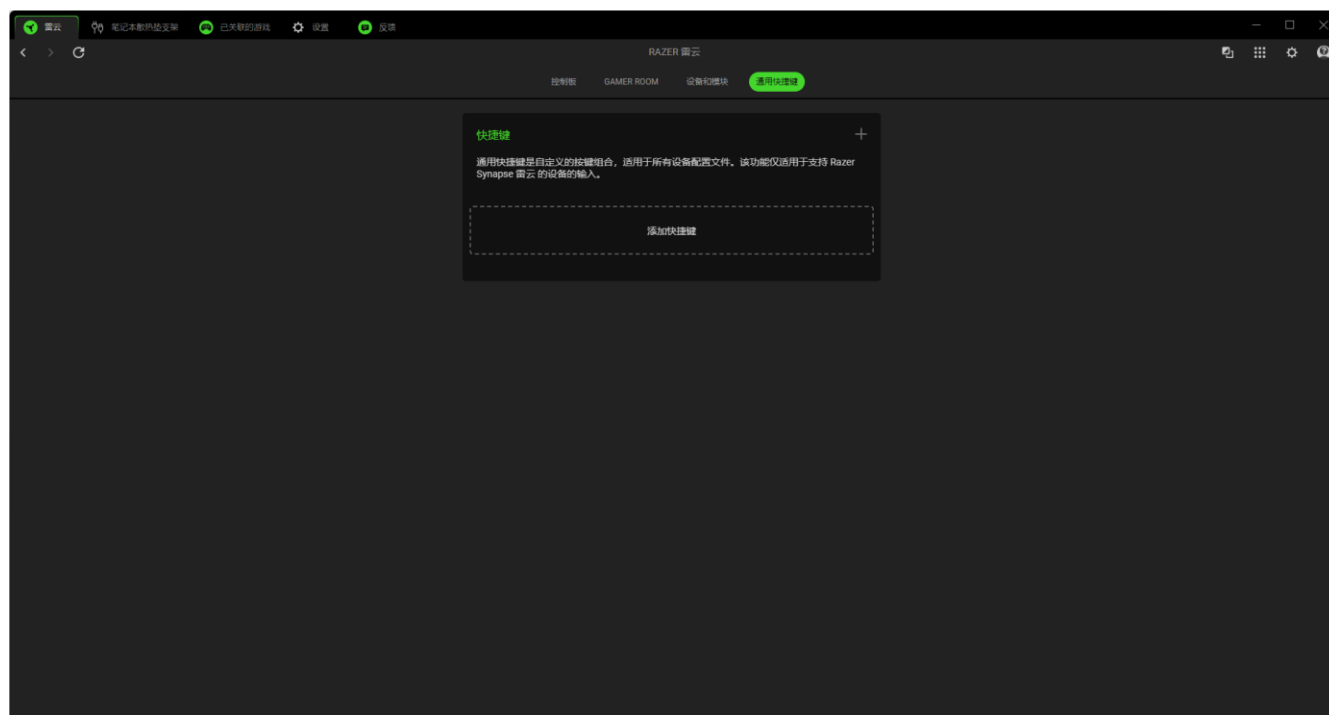 雷云
笔记本散热垫支架
已关联的游戏
设置
反馈
RAZER 雷云
控制板
GAMER ROOM
设备和模块
通用快捷键
快捷键
通用快捷键是自定义的按键组合，适用于所有设备配置文件。该功能仅适用于支持 Razer
Synapse 雷云 的设备的输入。
添加快捷键